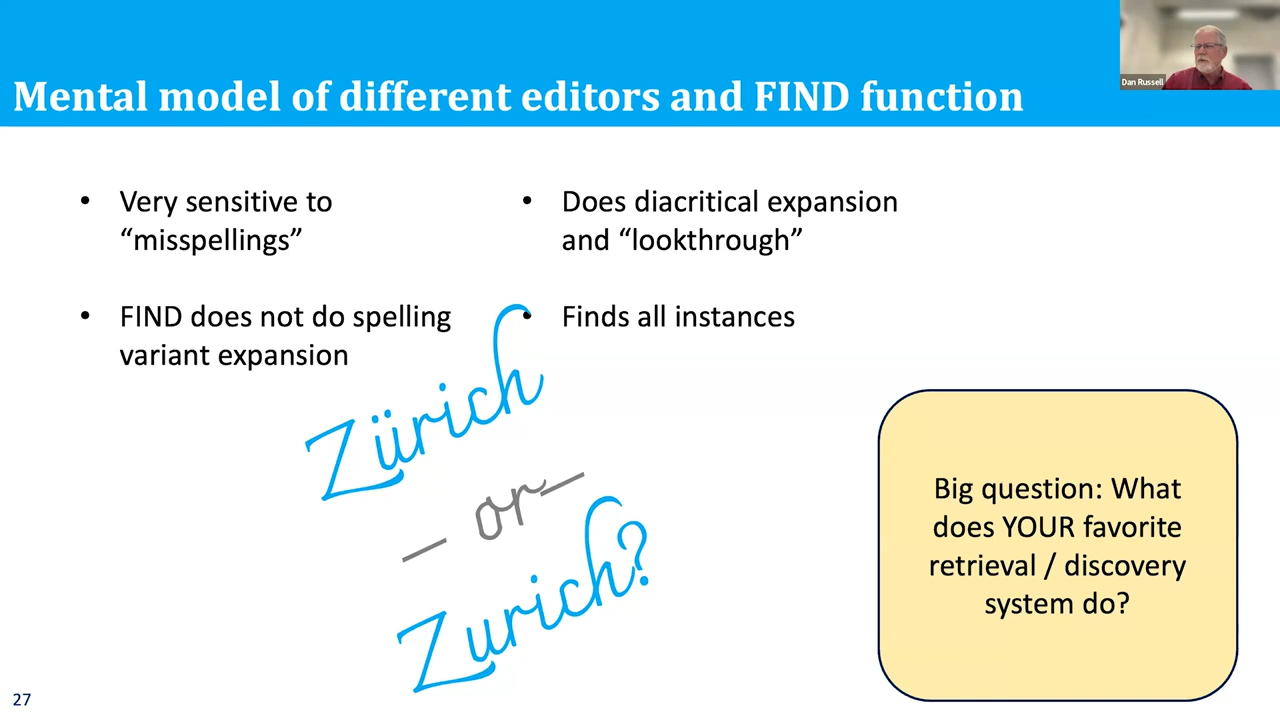 Dan Russell
Mental model of different editors and FIND function
• Very sensitive to
“misspellings”
• FIND does not do spelling
variant expansion
• Does diacritical expansion
and “lookthrough”
• Finds all instances
Zürich
– or –
Zurich?
Big question: What
does YOUR favorite
retrieval / discovery
system do?
27